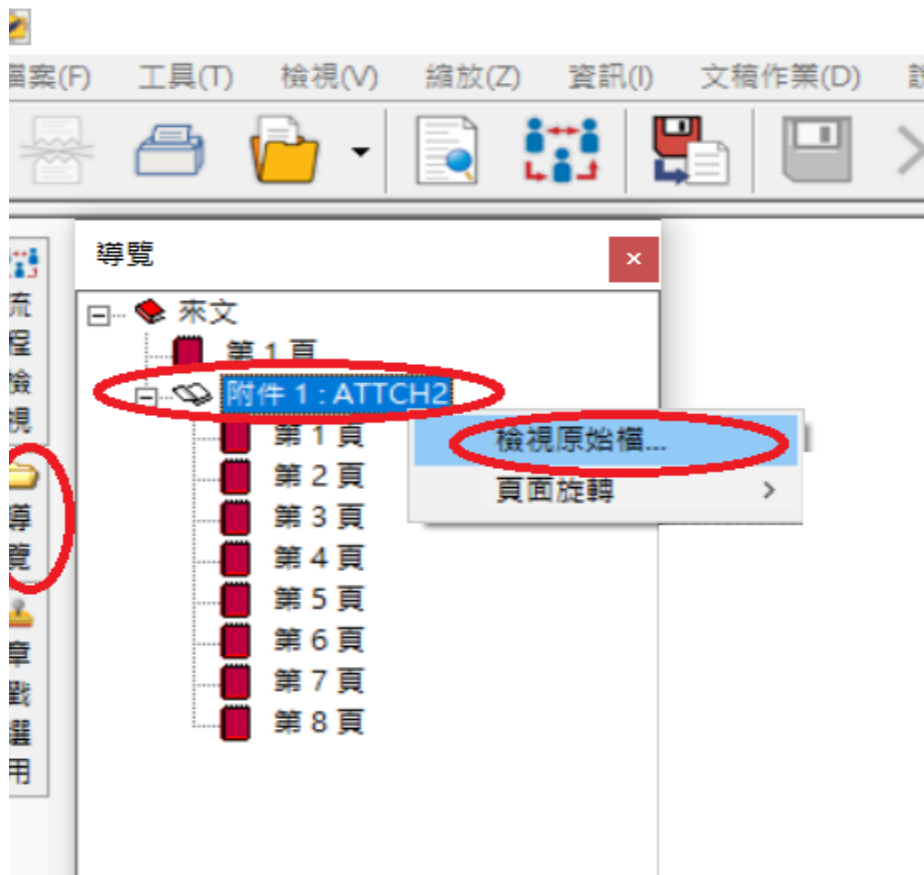 檔案(F) 工具(T) 檢視(V) 縮放(Z) 資訊(I) 文稿作業(D)
導覽
來文
第 1 頁
附件 1 : ATTCH2
檢視原始檔...
頁面旋轉
第 1 頁
第 2 頁
第 3 頁
第 4 頁
第 5 頁
第 6 頁
第 7 頁
第 8 頁
流程檢視
導覽
章戳選用